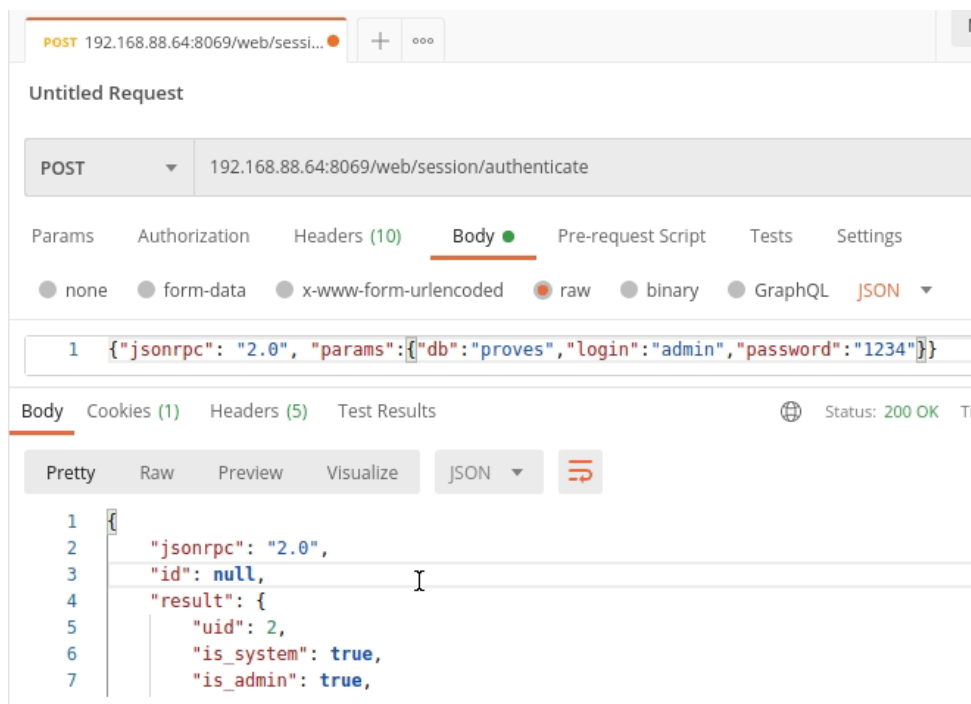 POST 192.168.88.64:8069/web/sessi...
Untitled Request
POST 192.168.88.64:8069/web/session/authenticate
Params Authorization Headers (10) Body Pre-request Script Tests Settings
none form-data x-www-form-urlencoded raw binary GraphQL JSON
1 {"jsonrpc": "2.0", "params":{"db":"proves","login":"admin","password":"1234"}}
Body Cookies (1) Headers (5) Test Results Status: 200 OK
Pretty Raw Preview Visualize JSON
1 {
2 "jsonrpc": "2.0",
3 "id": null,
4 "result": {
5 "uid": 2,
6 "is_system": true,
7 "is_admin": true,